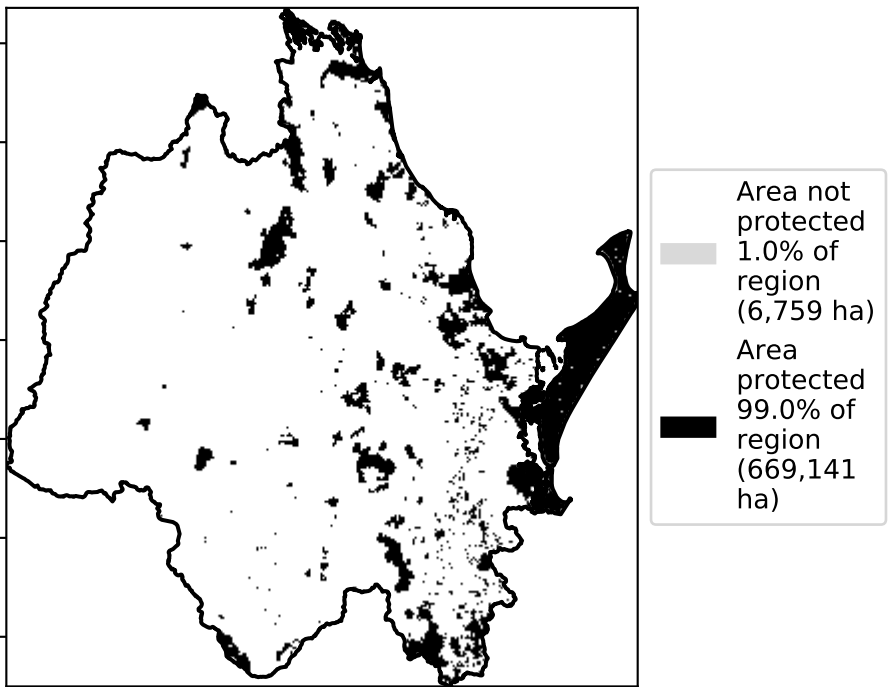 Area not
protected
1.0% of
region
(6,759 ha)
Area
protected
99.0% of
region
(669,141
ha)